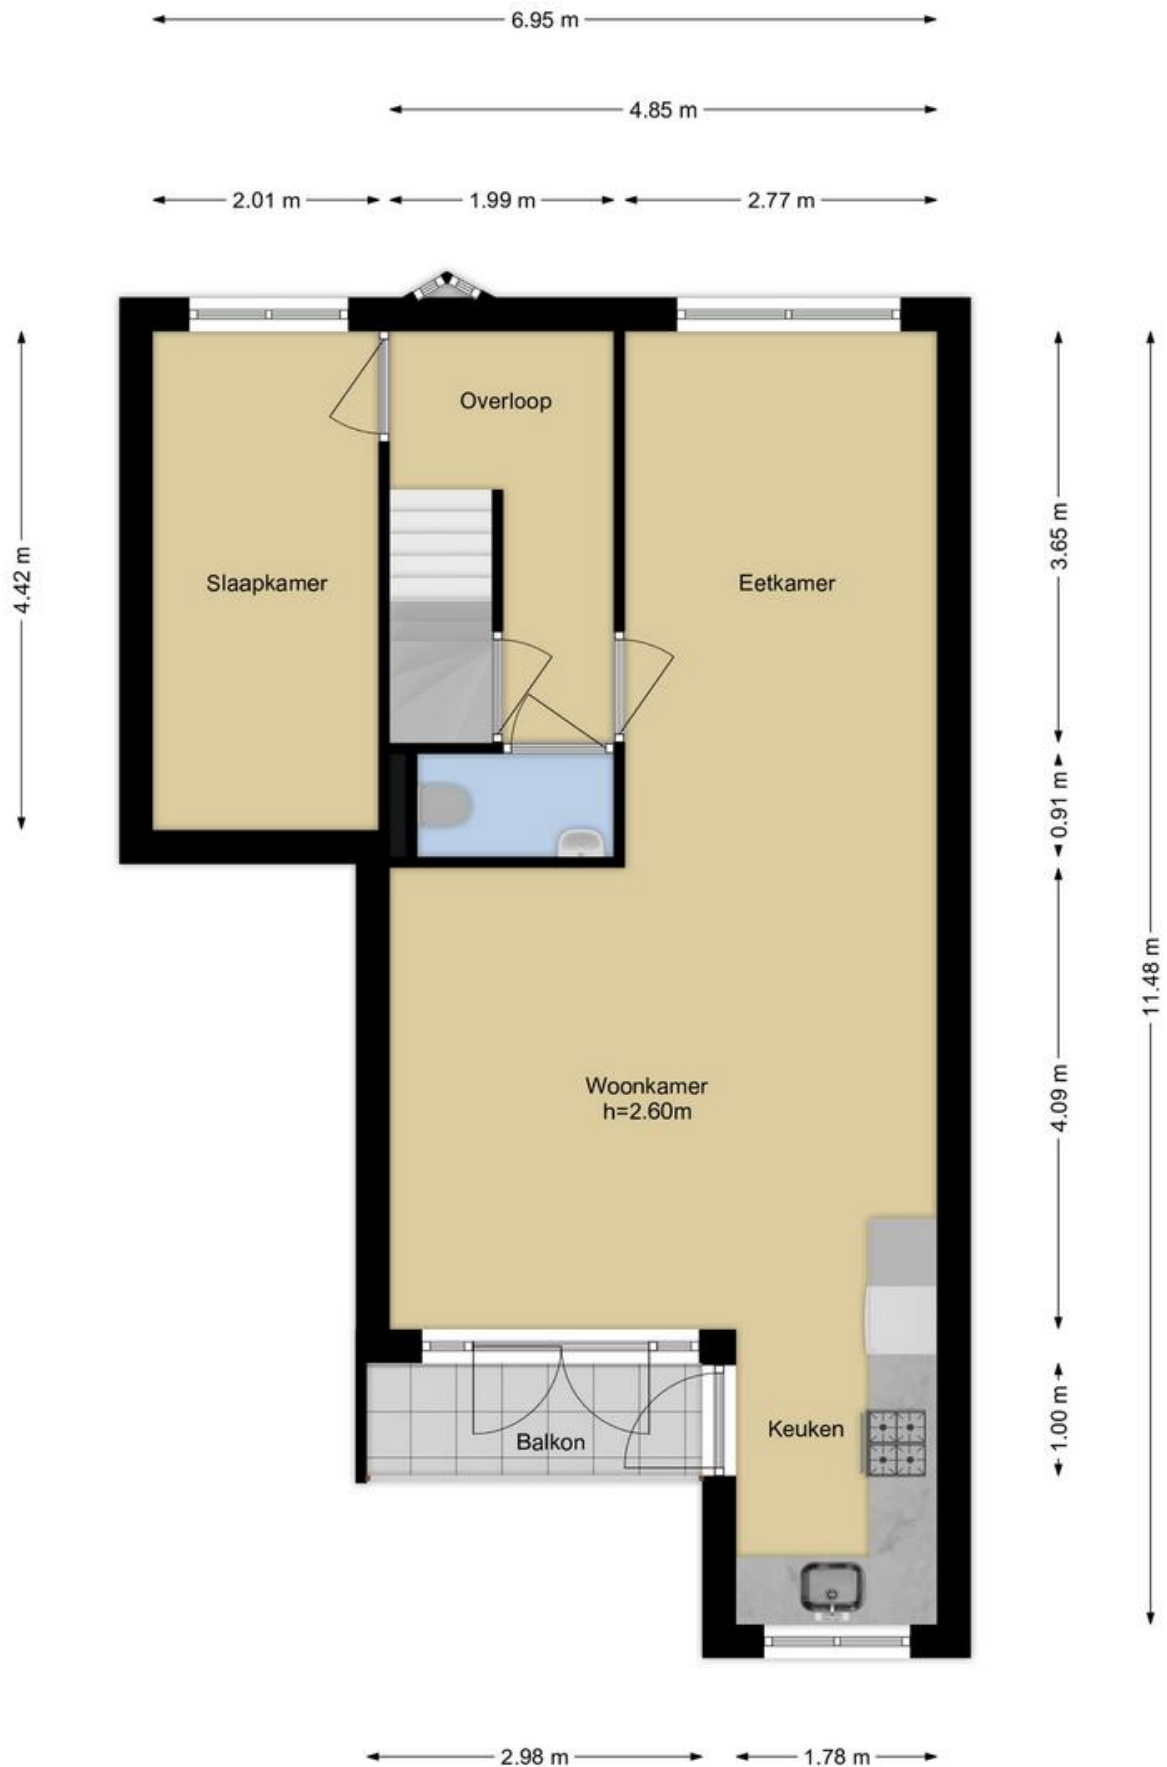 6.95 m
4.85 m
2.01 m
1.99 m
2.77 m
Overloop
Slaapkamer
Eetkamer
4.42 m
3.65 m
0.91 m
11.48 m
Woonkamer
h=2.60m
4.09 m
Balkon
Keuken
1.00 m
2.98 m
1.78 m